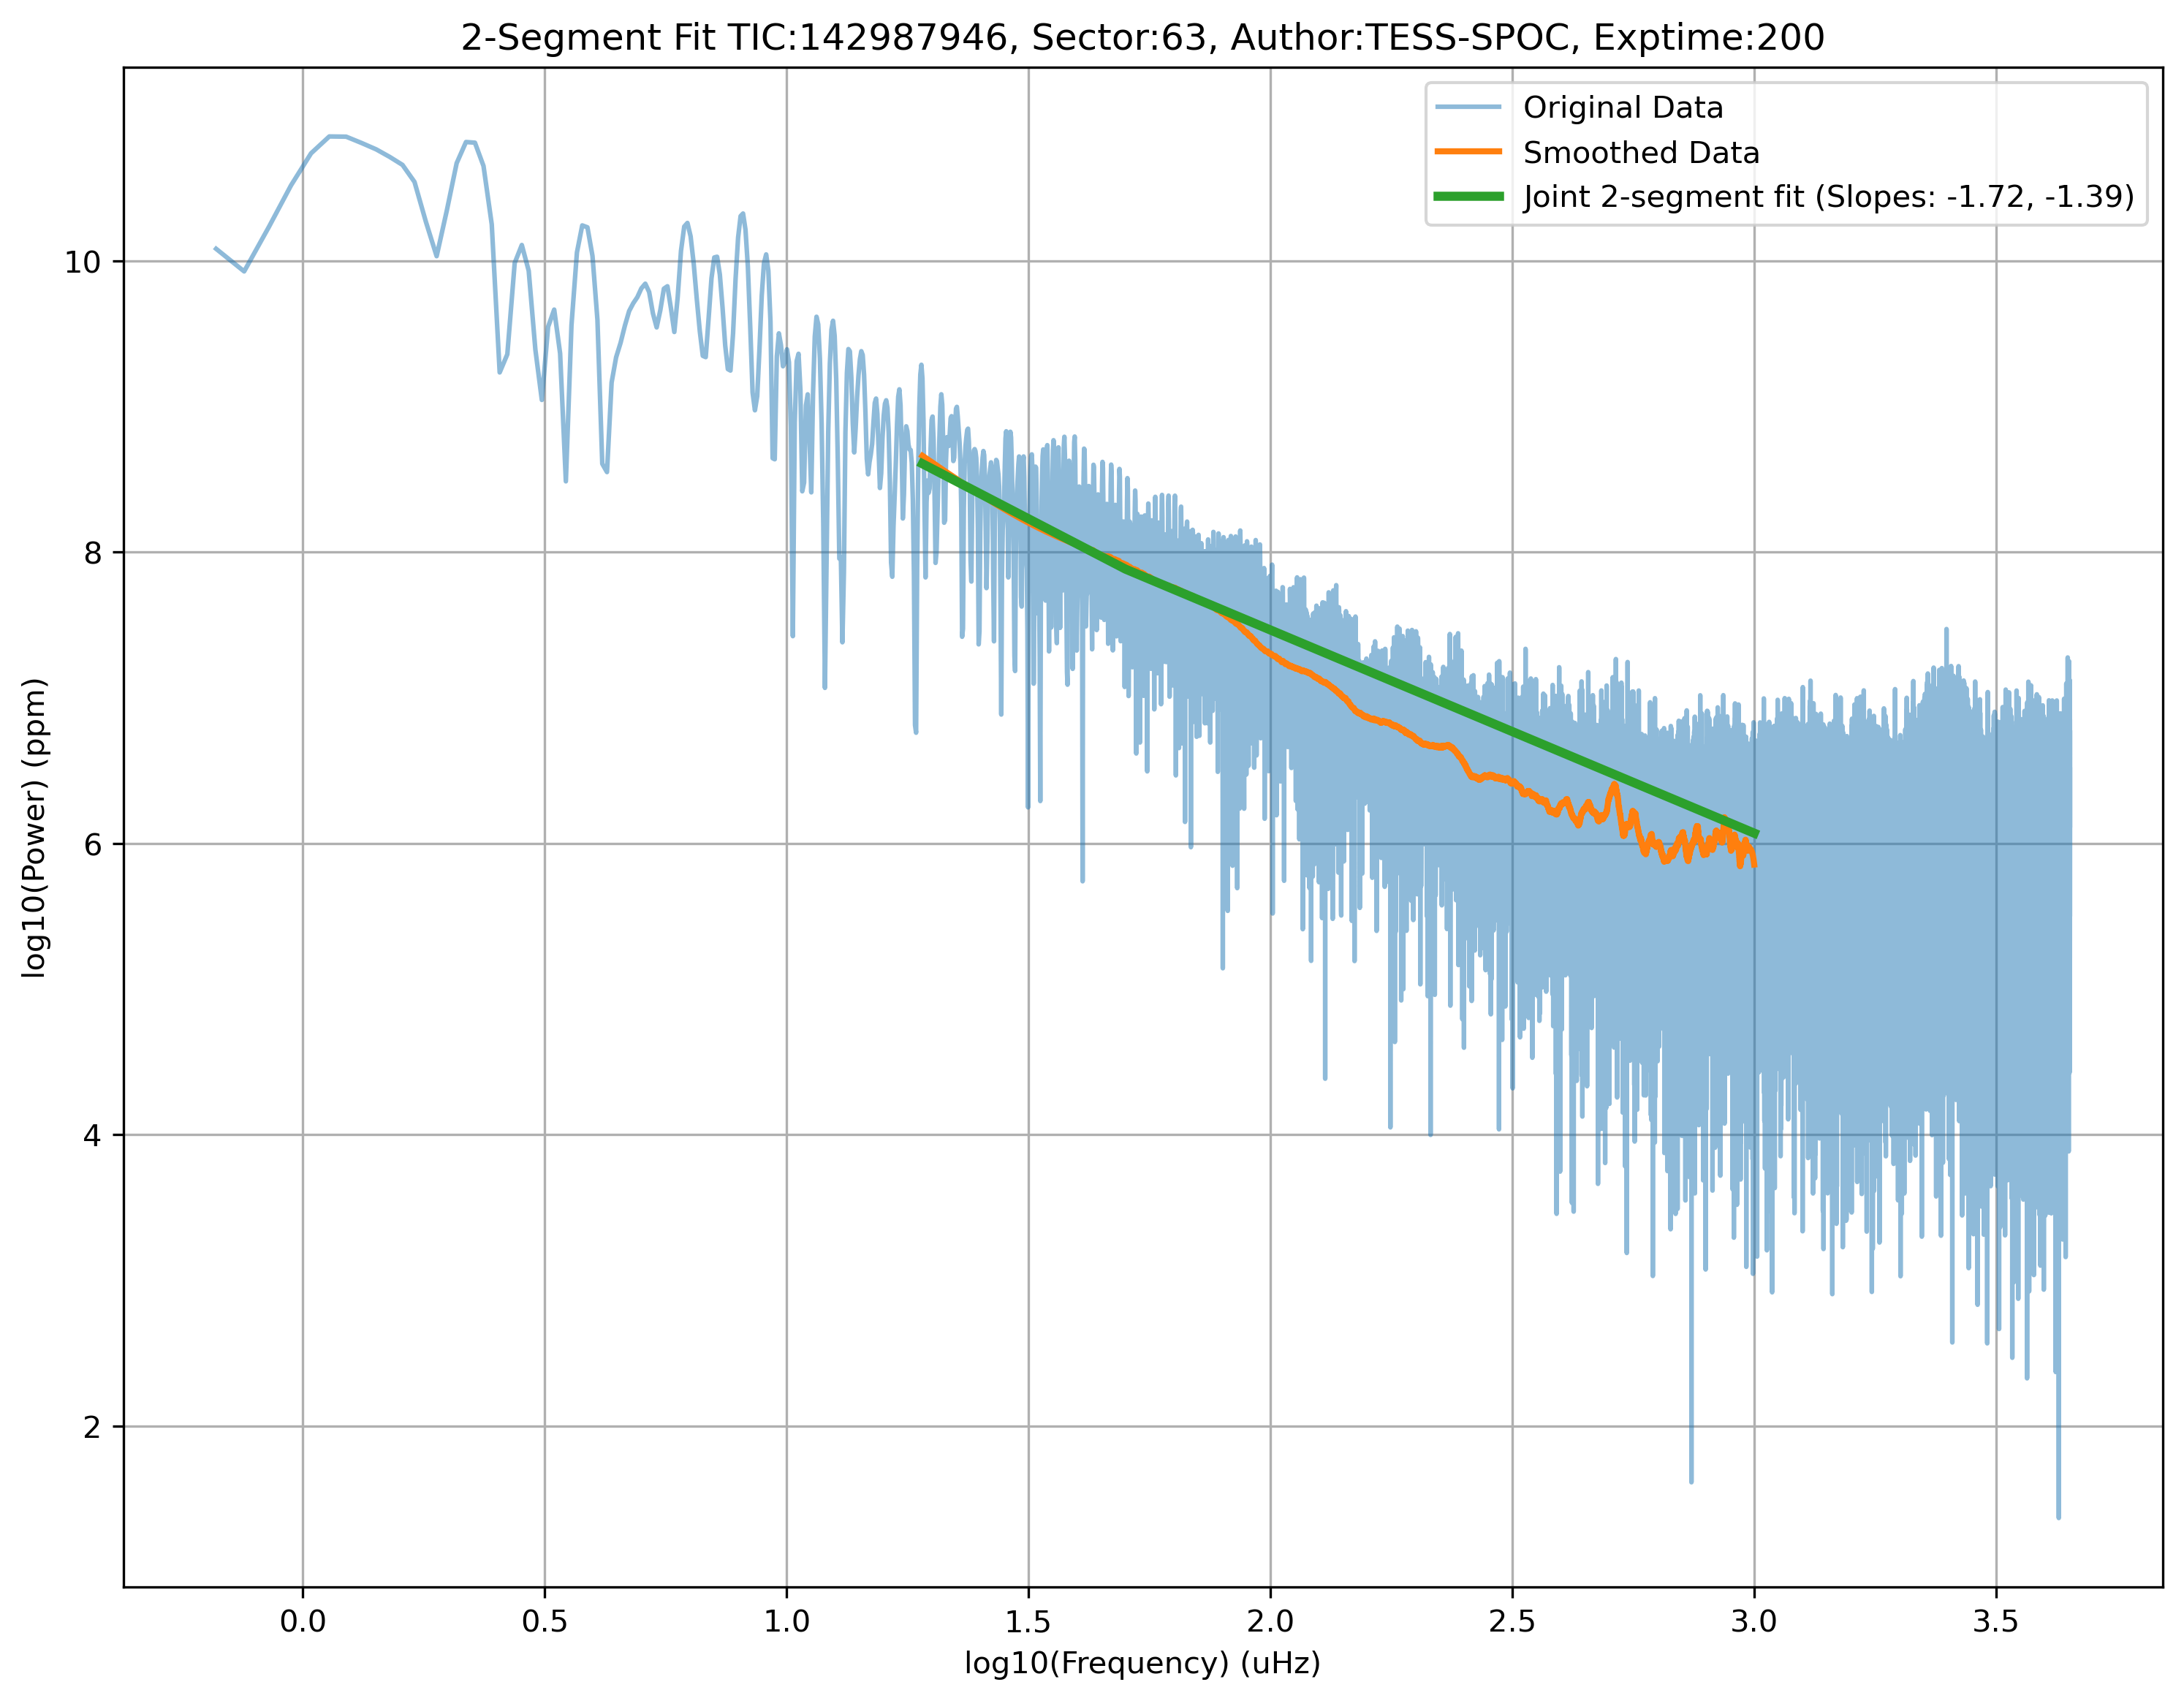 2-Segment Fit TIC:142987946, Sector:63, Author:TESS-SPOC, Exptime:200
Original Data
Smoothed Data
Joint 2-segment fit (Slopes: -1.72, -1.39)
log10(Power) (ppm)
10
8
6
4
2
0.0 0.5 1.0 1.5 2.0 2.5 3.0 3.5
log10(Frequency) (uHz)